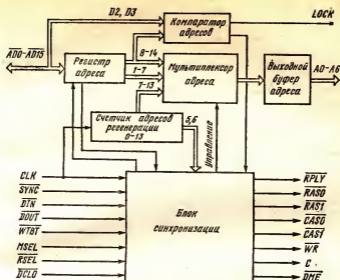 D2, D3
Компаратор
адресов
LOCK
AD0-AD15
Регистр
адреса
8-14
1-7
7-13
Мультиплексор
адреса
Выходной
буфер
адреса
A0-A6
Счетчик адресов
регенерации
0-13
5,6
Управление
CLK
SYNC
DIN
DOUT
WTBT
MSEL
RSEL
DCLO
Блок
синхронизации
RPLY
RAS0
RAS1
CAS0
CAS1
WR
C
DME